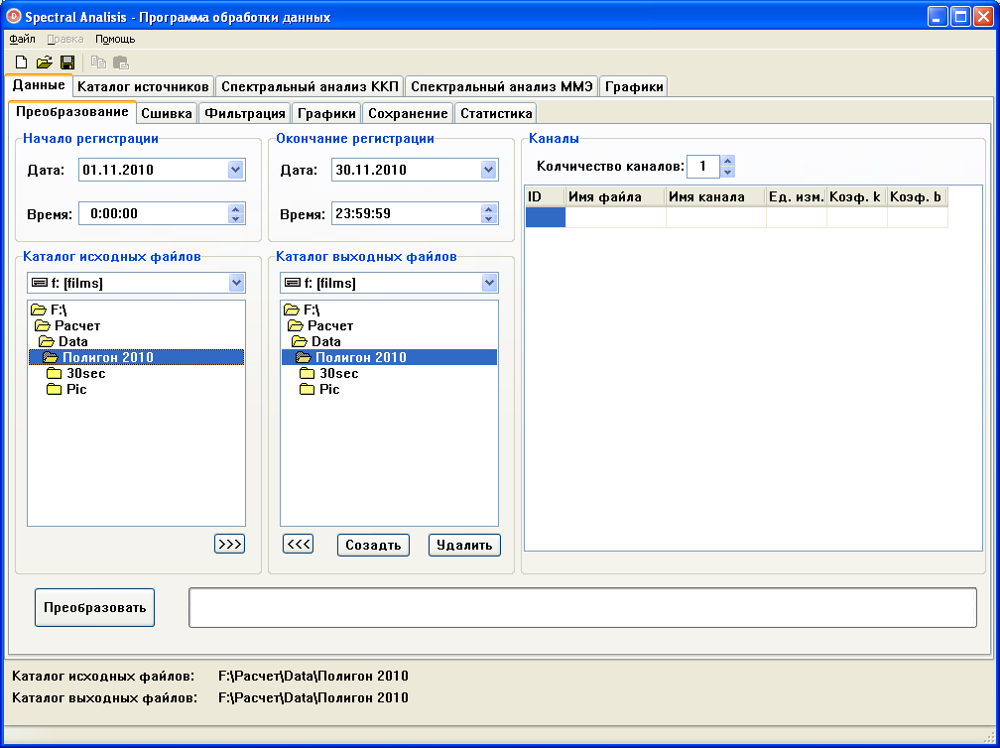 Spectral Analisis - Программа обработки данных
Файл Правка Помощь
Данные Каталог источников Спектральный анализ ККП Спектральный анализ ММЭ Графики
Преобразование Сшивка Фильтрация Графики Сохранение Статистика
Начало регистрации
Дата: 01.11.2010
Время: 0:00:00
Окончание регистрации
Дата: 30.11.2010
Время: 23:59:59
Каталог исходных файлов
f: [films]
F:\
Расчет
Data
Полигон 2010
30sec
Pic
>>>
Каталог выходных файлов
f: [films]
F:\
Расчет
Data
Полигон 2010
30sec
Pic
<<< Созадть Удалить
Каналы
Колчичество каналов: 1
ID Имя файла Имя канала Ед. изм. Коэф. k Коэф. b
Преобразовать
Каталог исходных файлов: F:\Расчет\Data\Полигон 2010
Каталог выходных файлов: F:\Расчет\Data\Полигон 2010